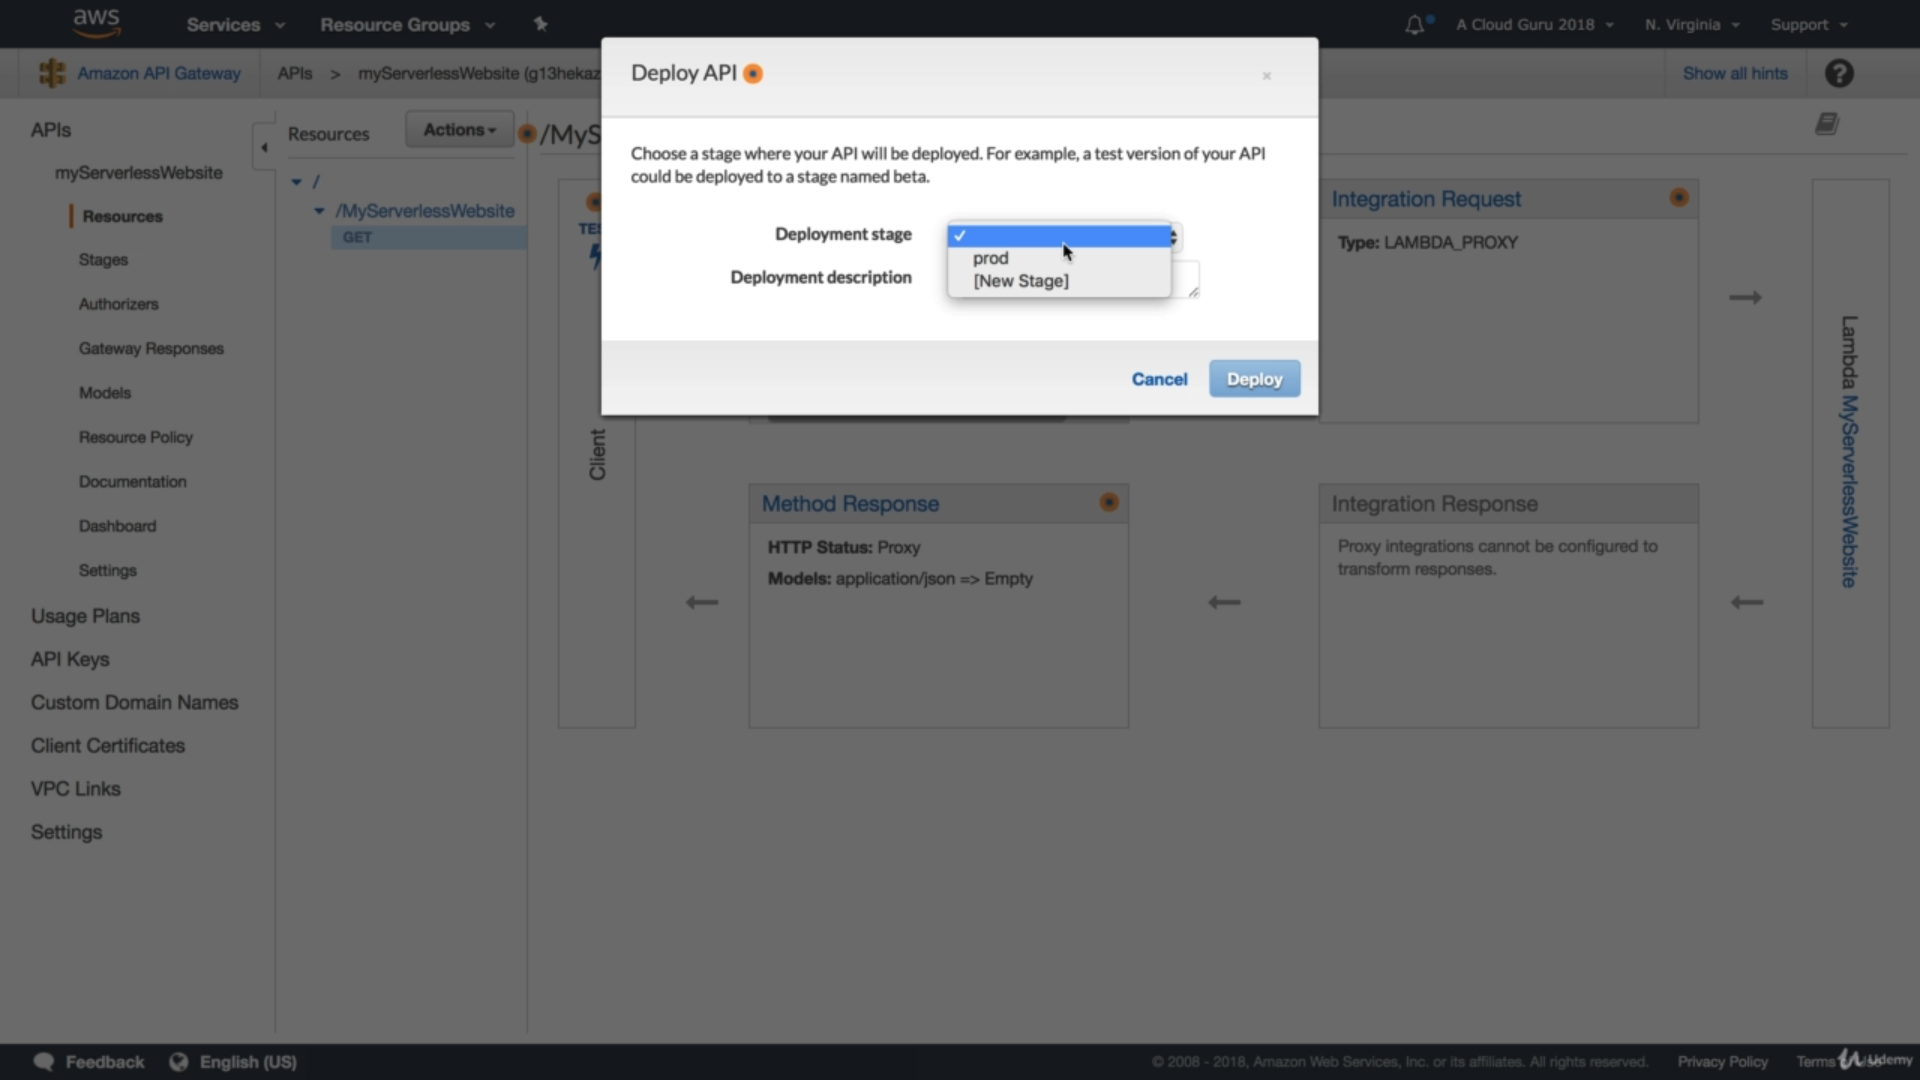 aws
Services
Resource Groups
A Cloud Guru 2018
N. Virginia
Support
Amazon API Gateway
APIs > myServerlessWebsite (g13hekaz
Show all hints
?
Deploy API
×
Choose a stage where your API will be deployed. For example, a test version of your API
could be deployed to a stage named beta.
Deployment stage
✓
prod
[New Stage]
Deployment description
Cancel
Deploy
APIs
myServerlessWebsite
Resources
Stages
Authorizers
Gateway Responses
Models
Resource Policy
Documentation
Dashboard
Settings
Usage Plans
API Keys
Custom Domain Names
Client Certificates
VPC Links
Settings
Resources
Actions
/
/MyServerlessWebsite
GET
/MyS
TES
Client
Integration Request
Type: LAMBDA_PROXY
Method Response
HTTP Status: Proxy
Models: application/json => Empty
Integration Response
Proxy integrations cannot be configured to
transform responses.
Lambda MyServerlessWebsite
Feedback
English (US)
© 2008 - 2018, Amazon Web Services, Inc. or its affiliates. All rights reserved.
Privacy Policy
Terms
Udemy